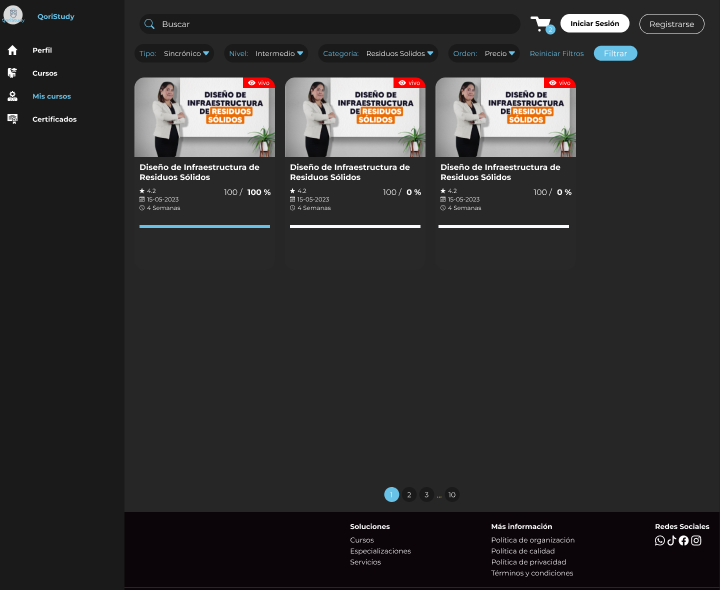 QoriStudy
Perfil
Cursos
Mis cursos
Certificados
Buscar
2
Iniciar Sesión
Registrarse
Tipo: Sincrónico
Nivel: Intermedio
Categoría: Residuos Solidos
Orden: Precio
Reiniciar Filtros
Filtrar
vivo
DISEÑO DE
INFRAESTRUCTURA
DE RESIDUOS
SÓLIDOS
Diseño de Infraestructura de
Residuos Sólidos
4.2
15-05-2023
4 Semanas
100 / 100 %
vivo
DISEÑO DE
INFRAESTRUCTURA
DE RESIDUOS
SÓLIDOS
Diseño de Infraestructura de
Residuos Sólidos
4.2
15-05-2023
4 Semanas
100 / 0 %
vivo
DISEÑO DE
INFRAESTRUCTURA
DE RESIDUOS
SÓLIDOS
Diseño de Infraestructura de
Residuos Sólidos
4.2
15-05-2023
4 Semanas
100 / 0 %
1 2 3 ... 10
Soluciones
Cursos
Especializaciones
Servicios
Más información
Política de organización
Política de calidad
Política de privacidad
Términos y condiciones
Redes Sociales